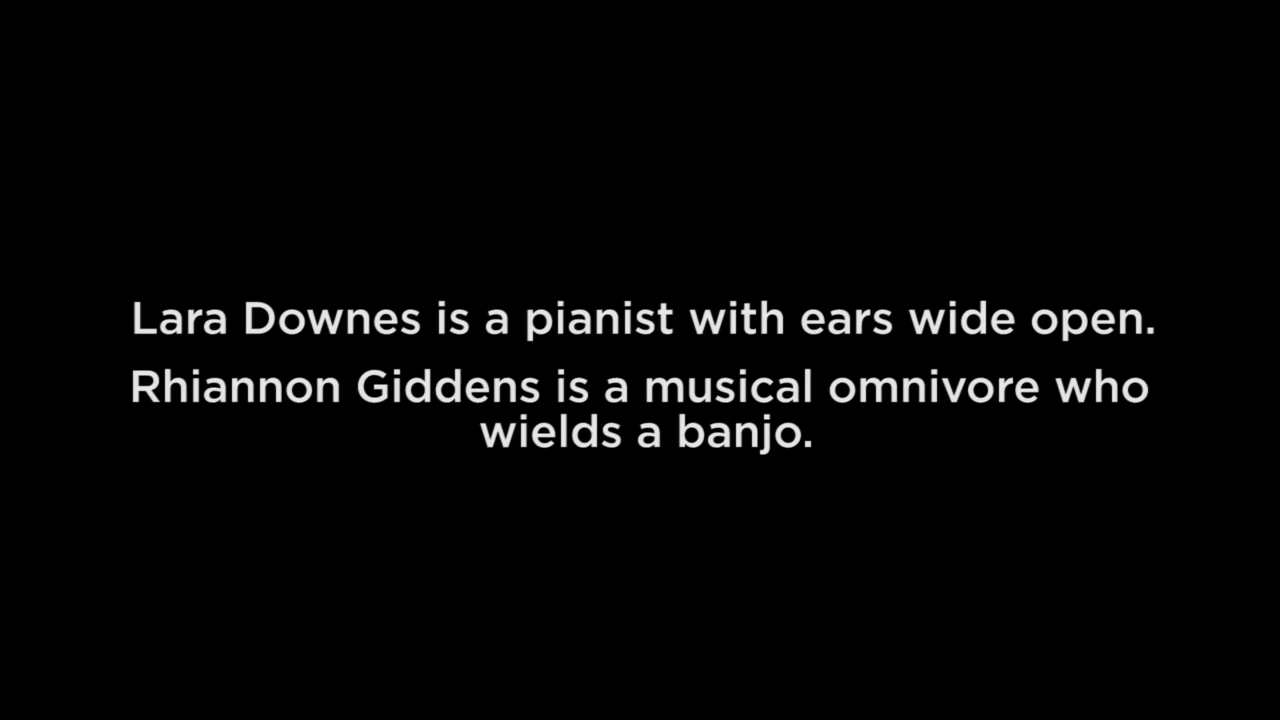 Lara Downes is a pianist with ears wide open.
Rhiannon Giddens is a musical omnivore who
wields a banjo.